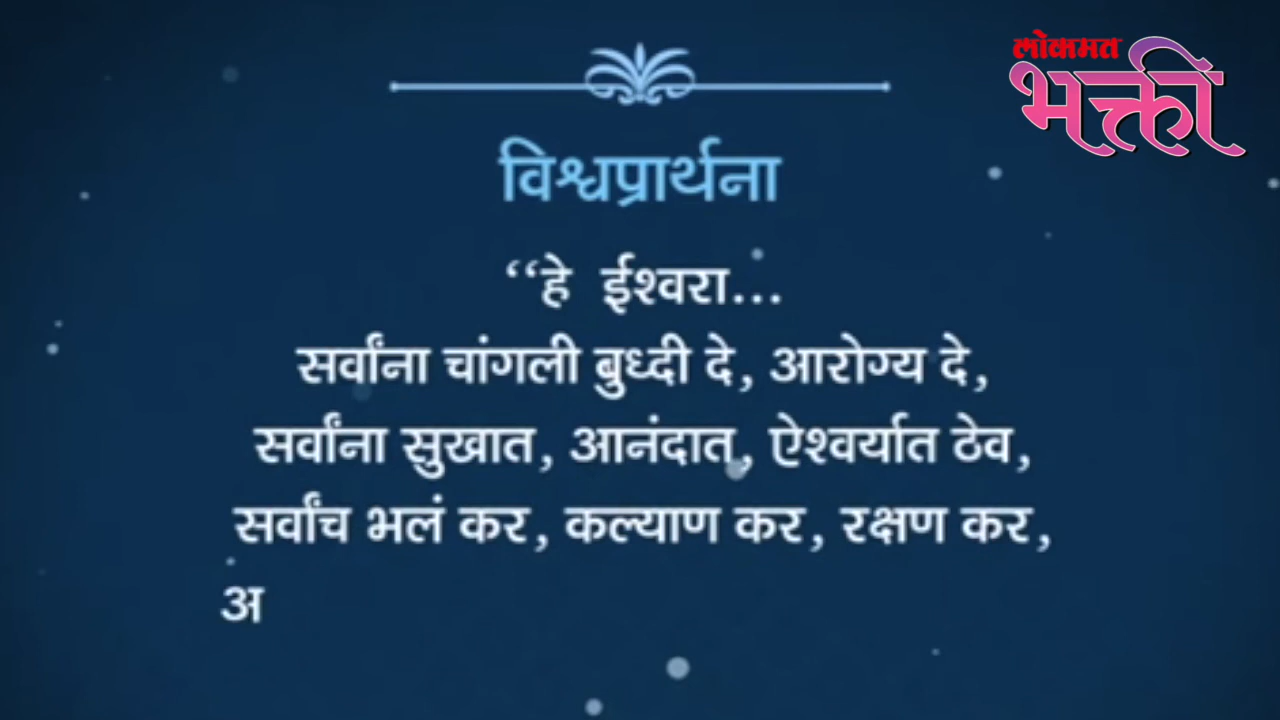 लोकमत
भक्ती
विश्वप्रार्थना
‘‘हे ईश्वरा...
सर्वांना चांगली बुध्दी दे, आरोग्य दे,
सर्वांना सुखात, आनंदात, ऐश्वर्यात ठेव,
सर्वांच भलं कर, कल्याण कर, रक्षण कर,
अ